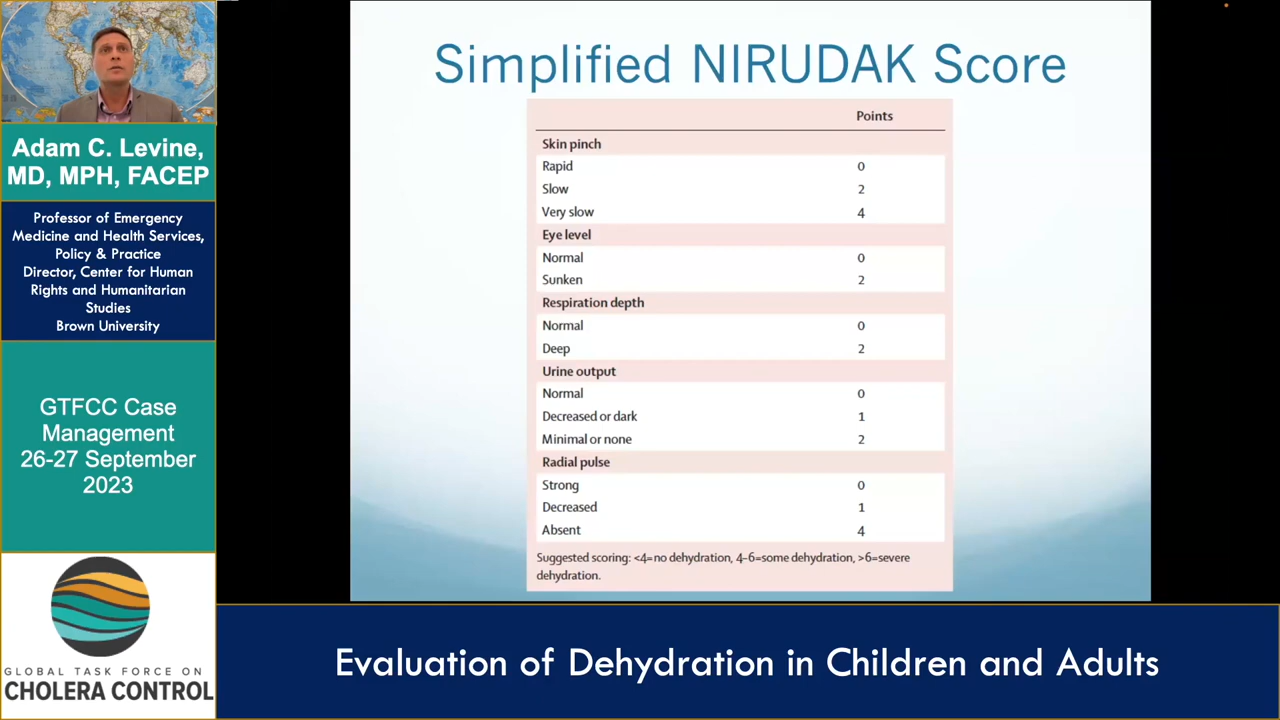 Adam C. Levine,
MD, MPH, FACEP
Professor of Emergency
Medicine and Health Services,
Policy & Practice
Director, Center for Human
Rights and Humanitarian
Studies
Brown University
GTFCC Case
Management
26-27 September
2023
GLOBAL TASK FORCE ON
CHOLERA CONTROL
Simplified NIRUDAK Score
Points
Skin pinch
Rapid 0
Slow 2
Very slow 4
Eye level
Normal 0
Sunken 2
Respiration depth
Normal 0
Deep 2
Urine output
Normal 0
Decreased or dark 1
Minimal or none 2
Radial pulse
Strong 0
Decreased 1
Absent 4
Suggested scoring: <4=no dehydration, 4–6=some dehydration, >6=severe
dehydration.
Evaluation of Dehydration in Children and Adults